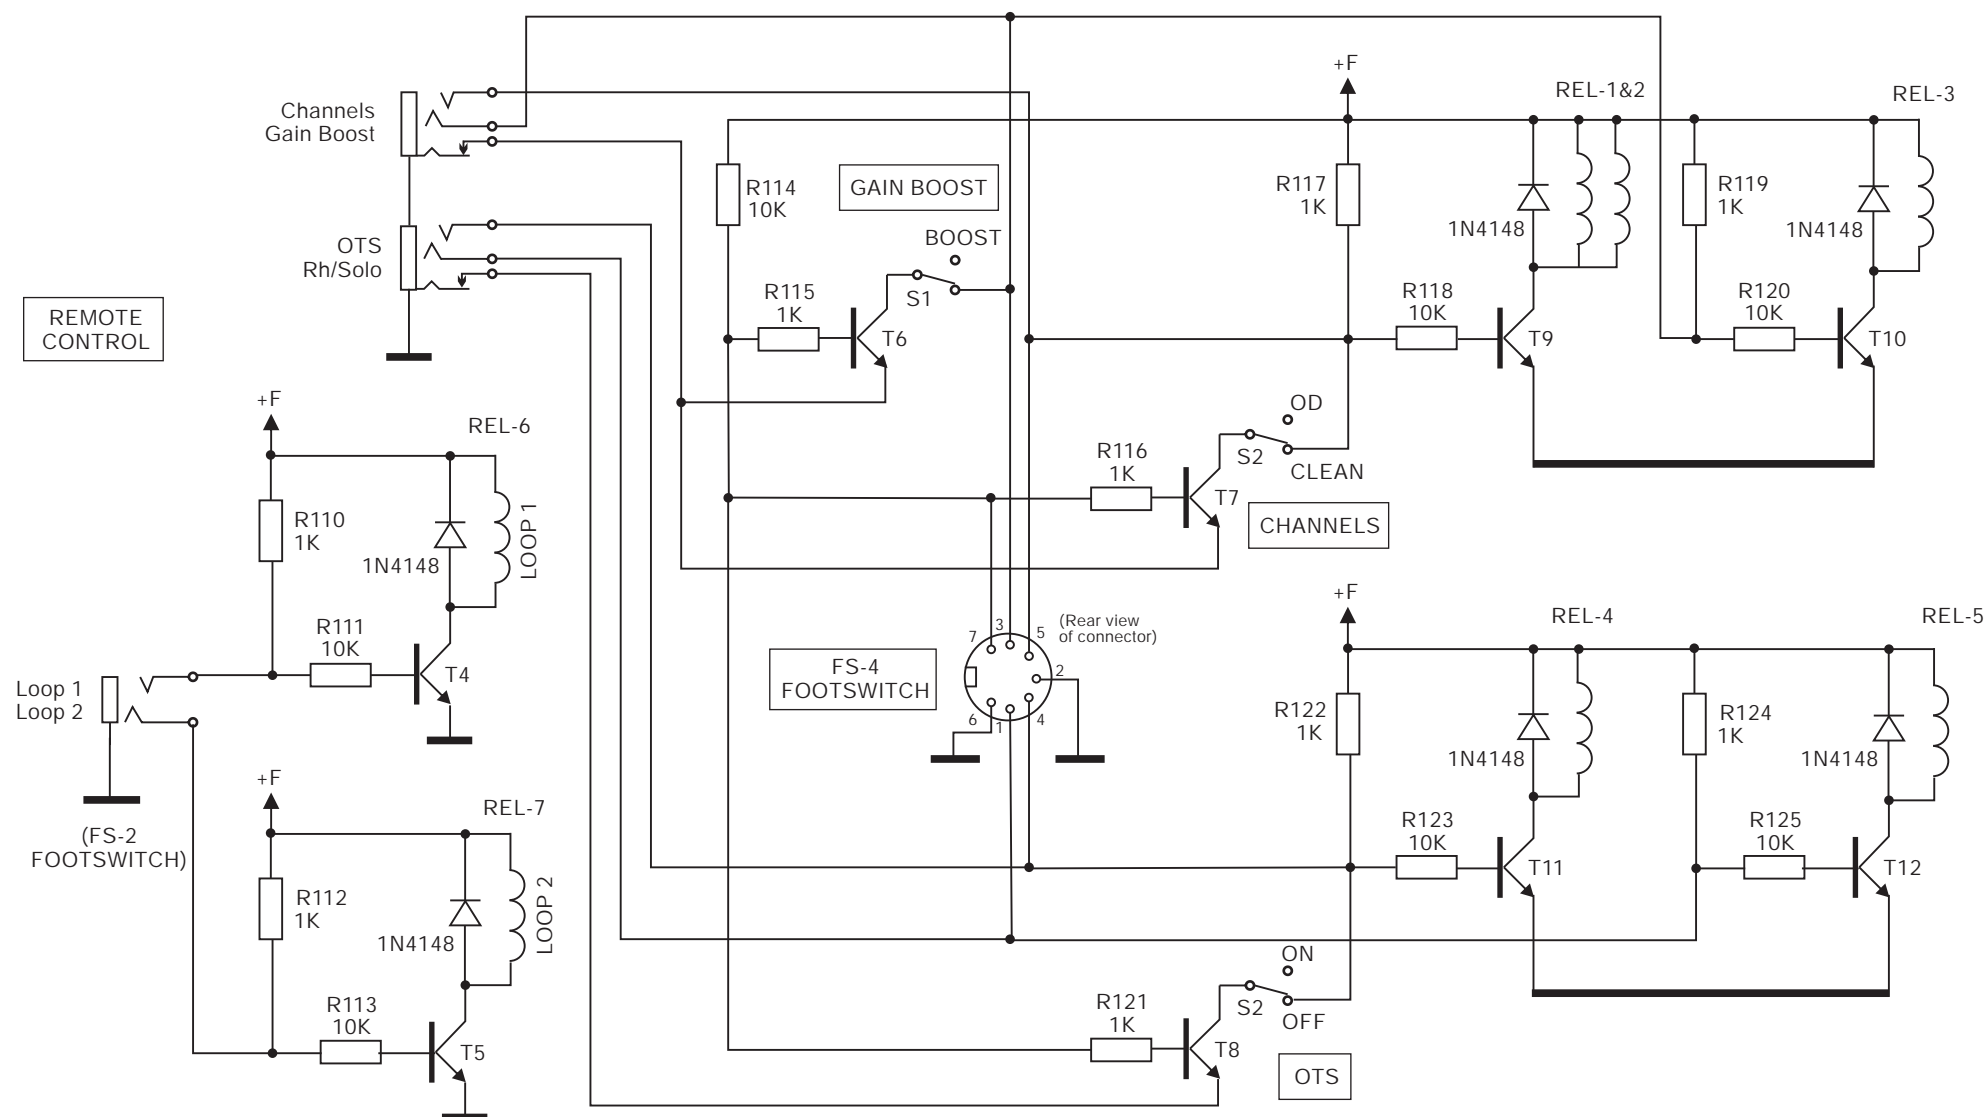 +F
REL-1&2
REL-3
Channels
Gain Boost
R114
10K
GAIN BOOST
R117
1K
1N4148
R119
1K
1N4148
BOOST
OTS
Rh/Solo
R115
1K
S1
T6
R118
10K
T9
R120
10K
T10
REMOTE
CONTROL
+F
REL-6
OD
R116
1K
S2
CLEAN
T7
CHANNELS
R110
1K
1N4148
LOOP 1
R111
10K
T4
Loop 1
Loop 2
(FS-2
FOOTSWITCH)
FS-4
FOOTSWITCH
7
3
5
2
6
1
4
(Rear view
of connector)
+F
REL-4
REL-5
R122
1K
1N4148
R124
1K
1N4148
R123
10K
T11
R125
10K
T12
+F
REL-7
R112
1K
1N4148
LOOP 2
R113
10K
T5
ON
R121
1K
S2
OFF
T8
OTS